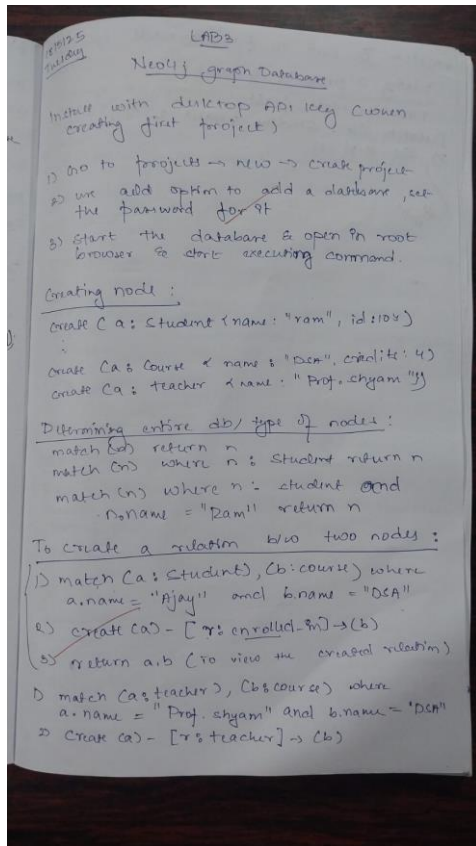 LAB3
Tuesday
Neo4j graph Database
Install with desktop API key (when
creating first project)
1) Go to projects → new → create project
2) use add option to add a database, set
the password for it
3) start the database & open in root
browser & start executing command.
Creating node :
create (a: student {name: "ram", id:104})
:
create (a: course { name : "DSA", credits: 4)
create (a: teacher {name: "Prof. shyam"})
Determining entire db/ type of nodes :
match (n) return n
match (n) where n: student return n
match (n) where n: student and
n.name = "Ram" return n
To create a relation b/w two nodes :
1) match (a: student), (b: course) where
a.name = "Ajay" and b.name = "DSA"
2) create (a) - [r: enrolled_in] → (b)
3) return a.b (To view the created relation)
1) match (a: teacher), (b: course) where
a.name = "Prof. shyam" and b.name = "DSA"
2) Create (a) - [r: teacher] → (b)